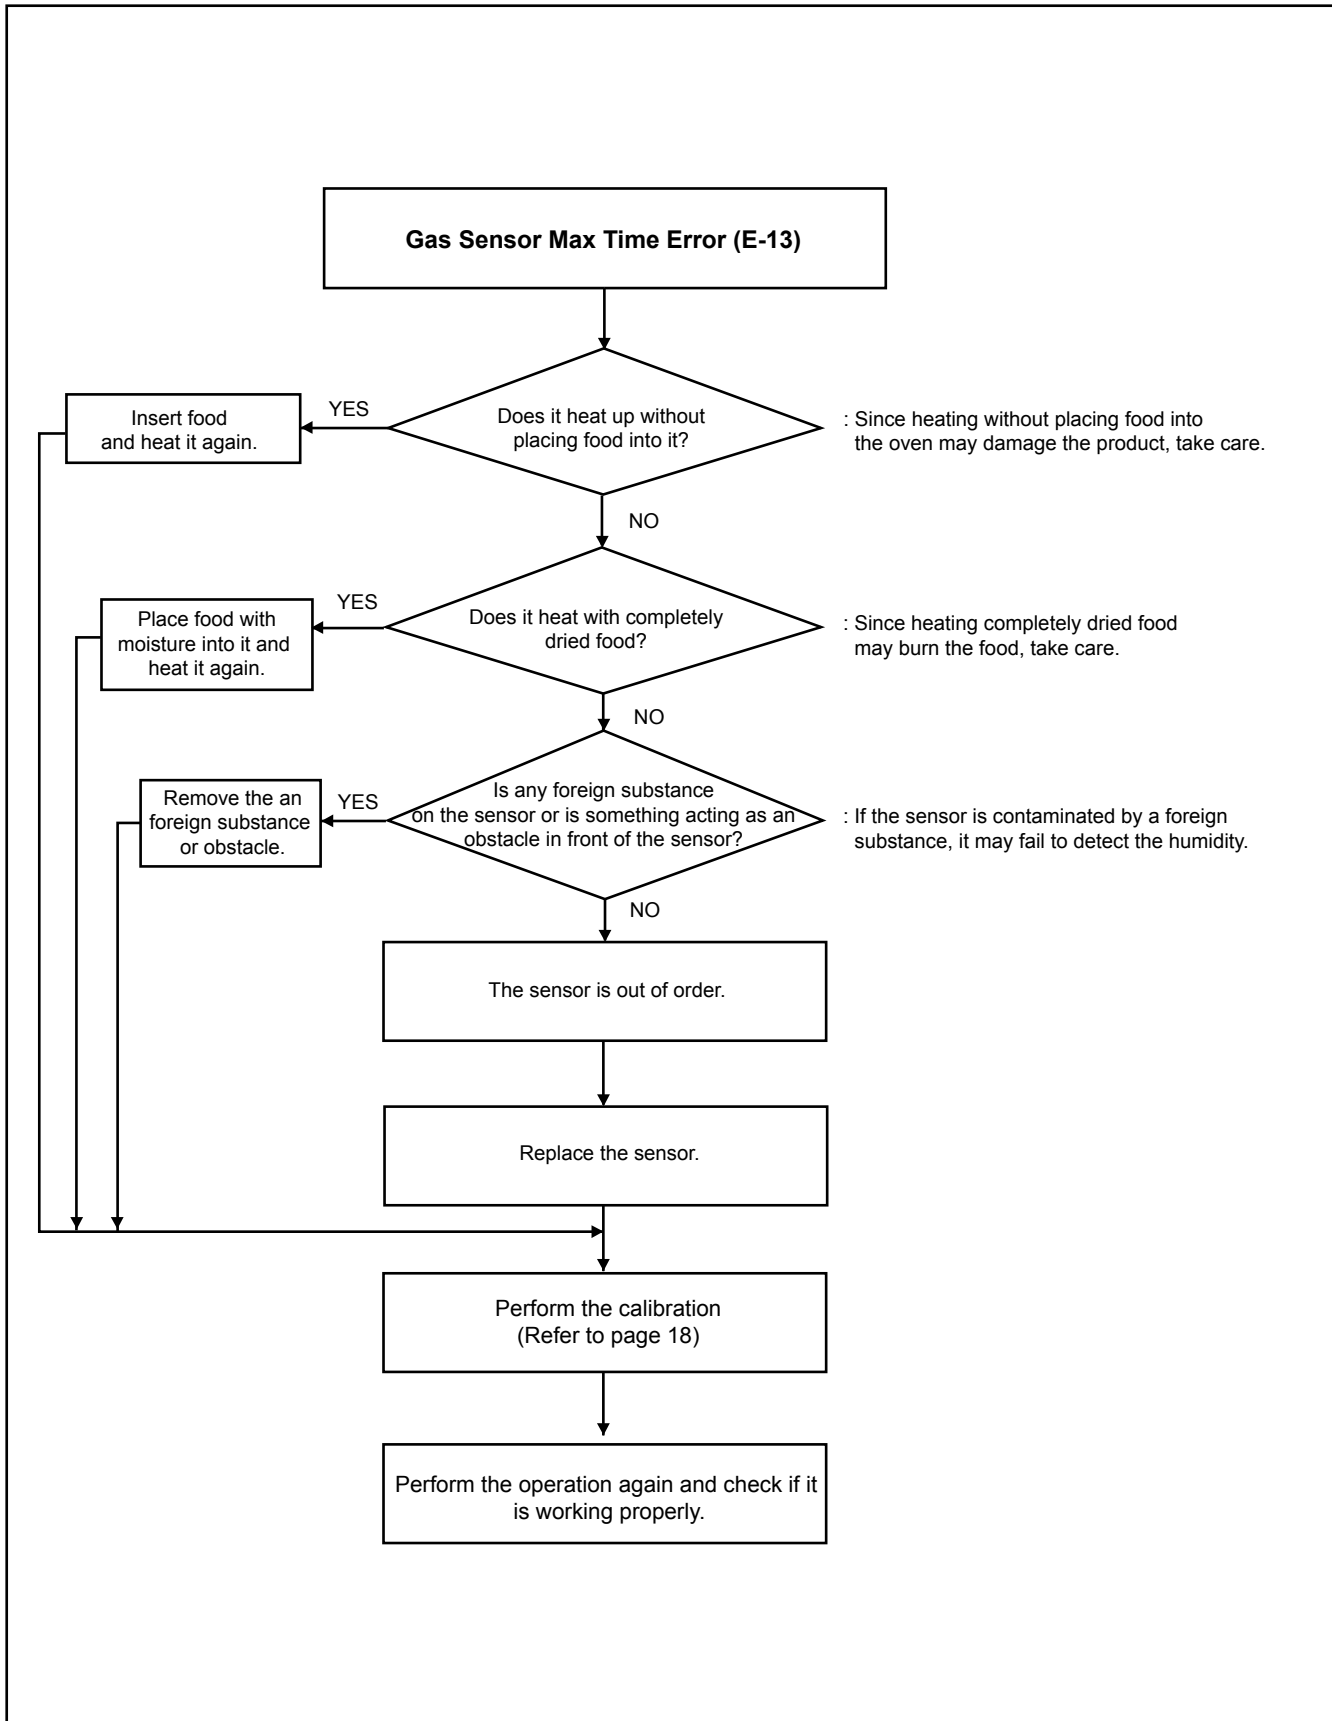 Gas Sensor Max Time Error (E-13)
Does it heat up without
placing food into it?
YES
Insert food
and heat it again.
: Since heating without placing food into
the oven may damage the product, take care.
NO
Does it heat with completely
dried food?
YES
Place food with
moisture into it and
heat it again.
: Since heating completely dried food
may burn the food, take care.
NO
Is any foreign substance
on the sensor or is something acting as an
obstacle in front of the sensor?
YES
Remove the an
foreign substance
or obstacle.
: If the sensor is contaminated by a foreign
substance, it may fail to detect the humidity.
NO
The sensor is out of order.
Replace the sensor.
Perform the calibration
(Refer to page 18)
Perform the operation again and check if it
is working properly.